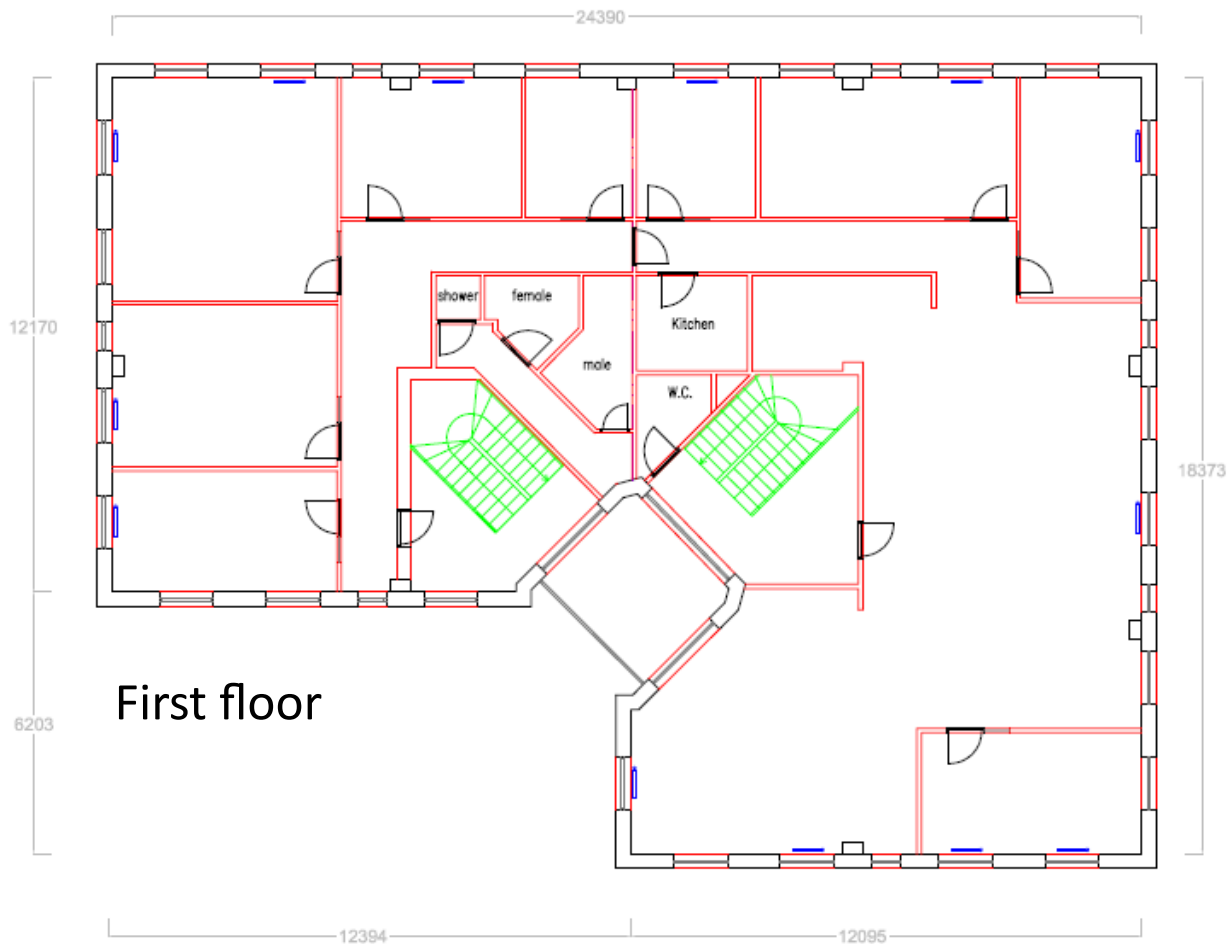 24390
shower
female
Kitchen
12170
male
W.C.
18373
First floor
6203
12394
12095